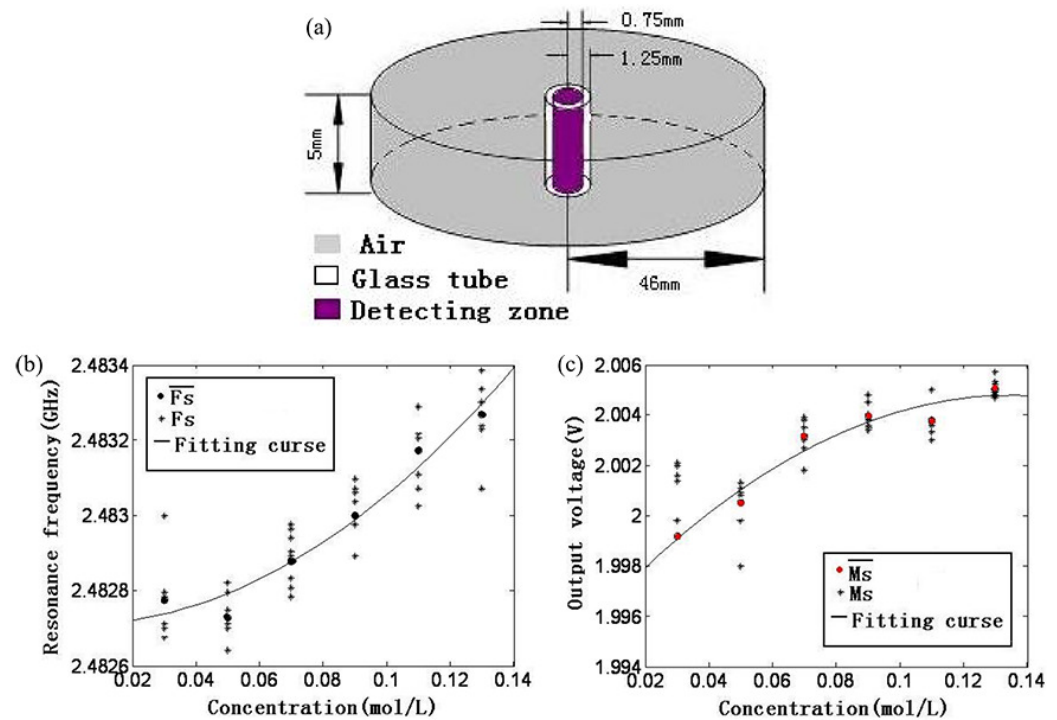 (a)
0.75mm
1.25mm
5mm
46mm
Air
Glass tube
Detecting zone
(b)
Resonance frequency(GHz)
2.4834
2.4832
2.483
2.4828
2.4826
Fs
Fs
Fitting curse
0.02 0.04 0.06 0.08 0.10 0.12 0.14
Concentration(mol/L)
(c)
Output voltage(V)
2.006
2.004
2.002
2
1.998
1.996
1.994
Ms
Ms
Fitting curse
0.02 0.04 0.06 0.08 0.10 0.12 0.14
Concentration(mol/L)